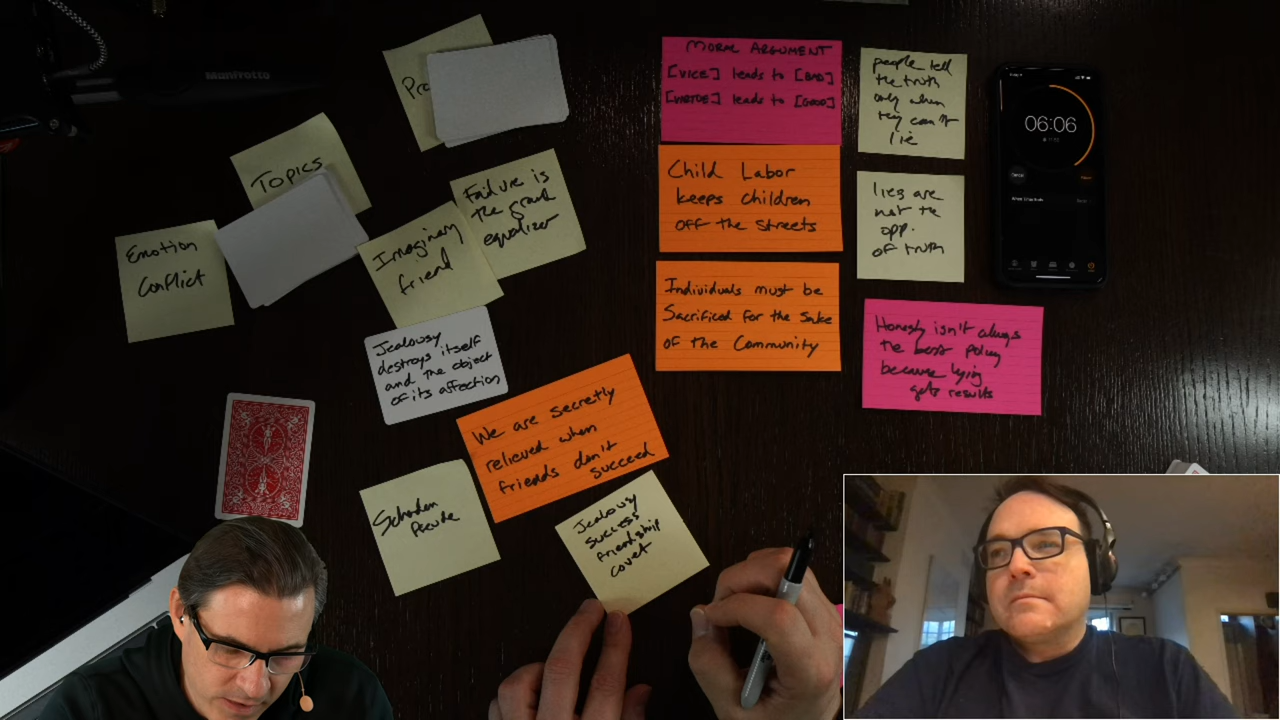 Manfrotto
Pro
Topics
Emotion
Conflict
Imaginary
friend
Failure is
the grand
equalizer
Jealousy
destroys itself
and the object
of its affection
We are secretly
relieved when
friends don't
succeed
Jealousy
success
friendship
covet
MORAL ARGUMENT
[VICE] leads to [BAD]
[VIRTUE] leads to [GOOD]
Child Labor
keeps children
off the streets
Individuals must be
Sacrificed for the Sake
of the Community
people tell
the truth
only when
they can't
lie
lies are
not the
opp.
of truth
Honesty isn't always
the best policy
because lying
gets results
06:06